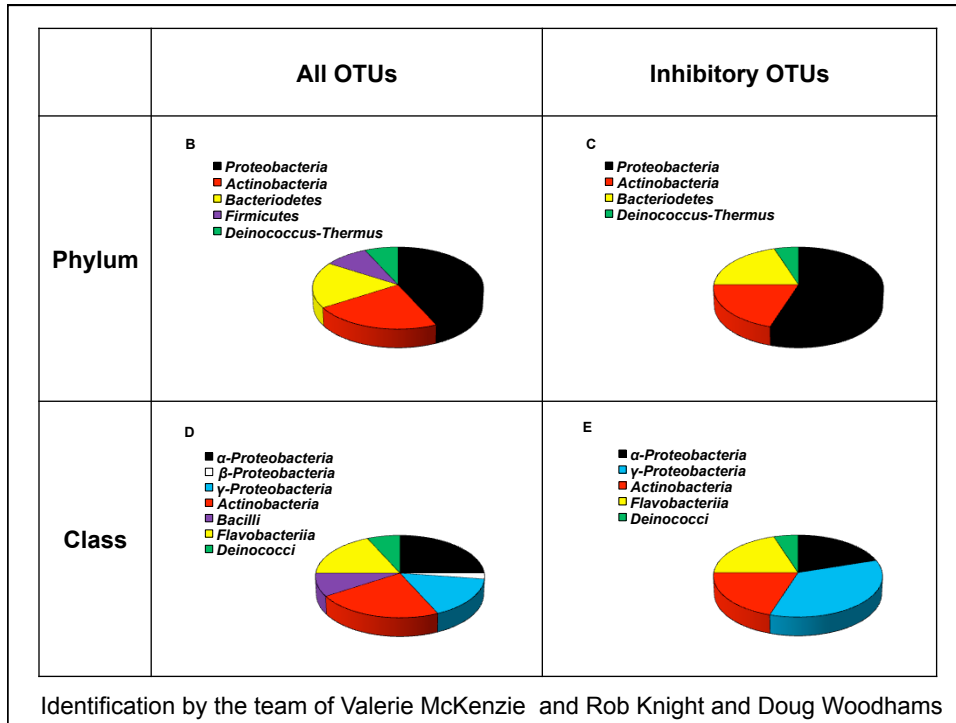 All OTUs
Inhibitory OTUs
Phylum
B
Proteobacteria
Actinobacteria
Bacteriodetes
Firmicutes
Deinococcus-Thermus
C
Proteobacteria
Actinobacteria
Bacteriodetes
Deinococcus-Thermus
Class
D
α-Proteobacteria
β-Proteobacteria
γ-Proteobacteria
Actinobacteria
Bacilli
Flavobacteriia
Deinococci
E
α-Proteobacteria
γ-Proteobacteria
Actinobacteria
Flavobacteriia
Deinococci
Identification by the team of Valerie McKenzie and Rob Knight and Doug Woodhams